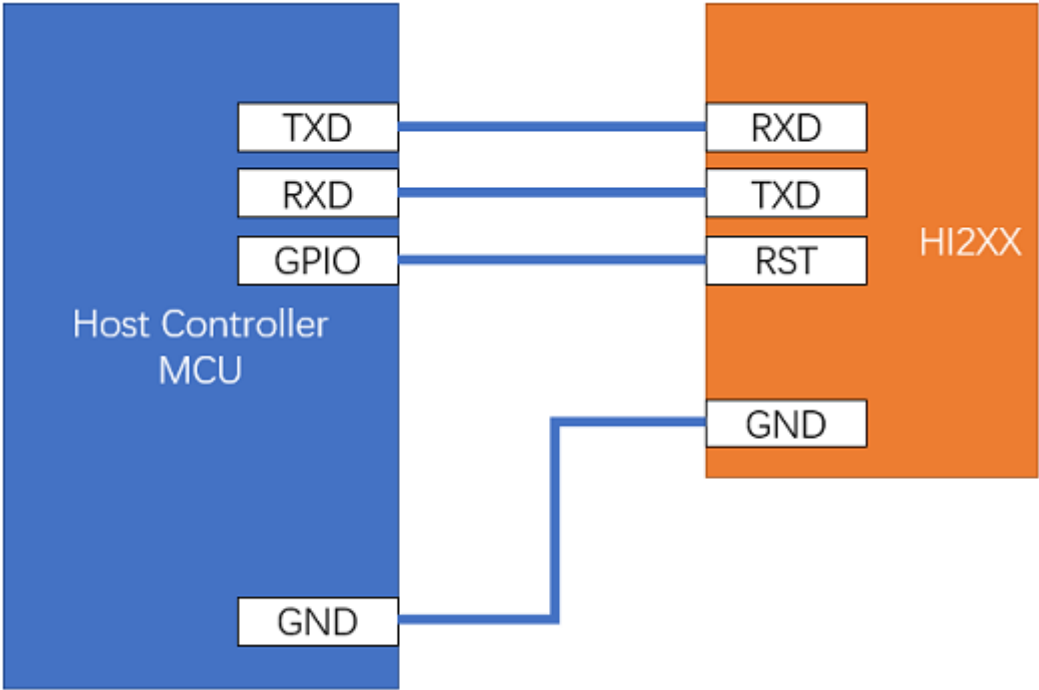 TXD
RXD
RXD
TXD
GPIO
RST
HI2XX
Host Controller
MCU
GND
GND